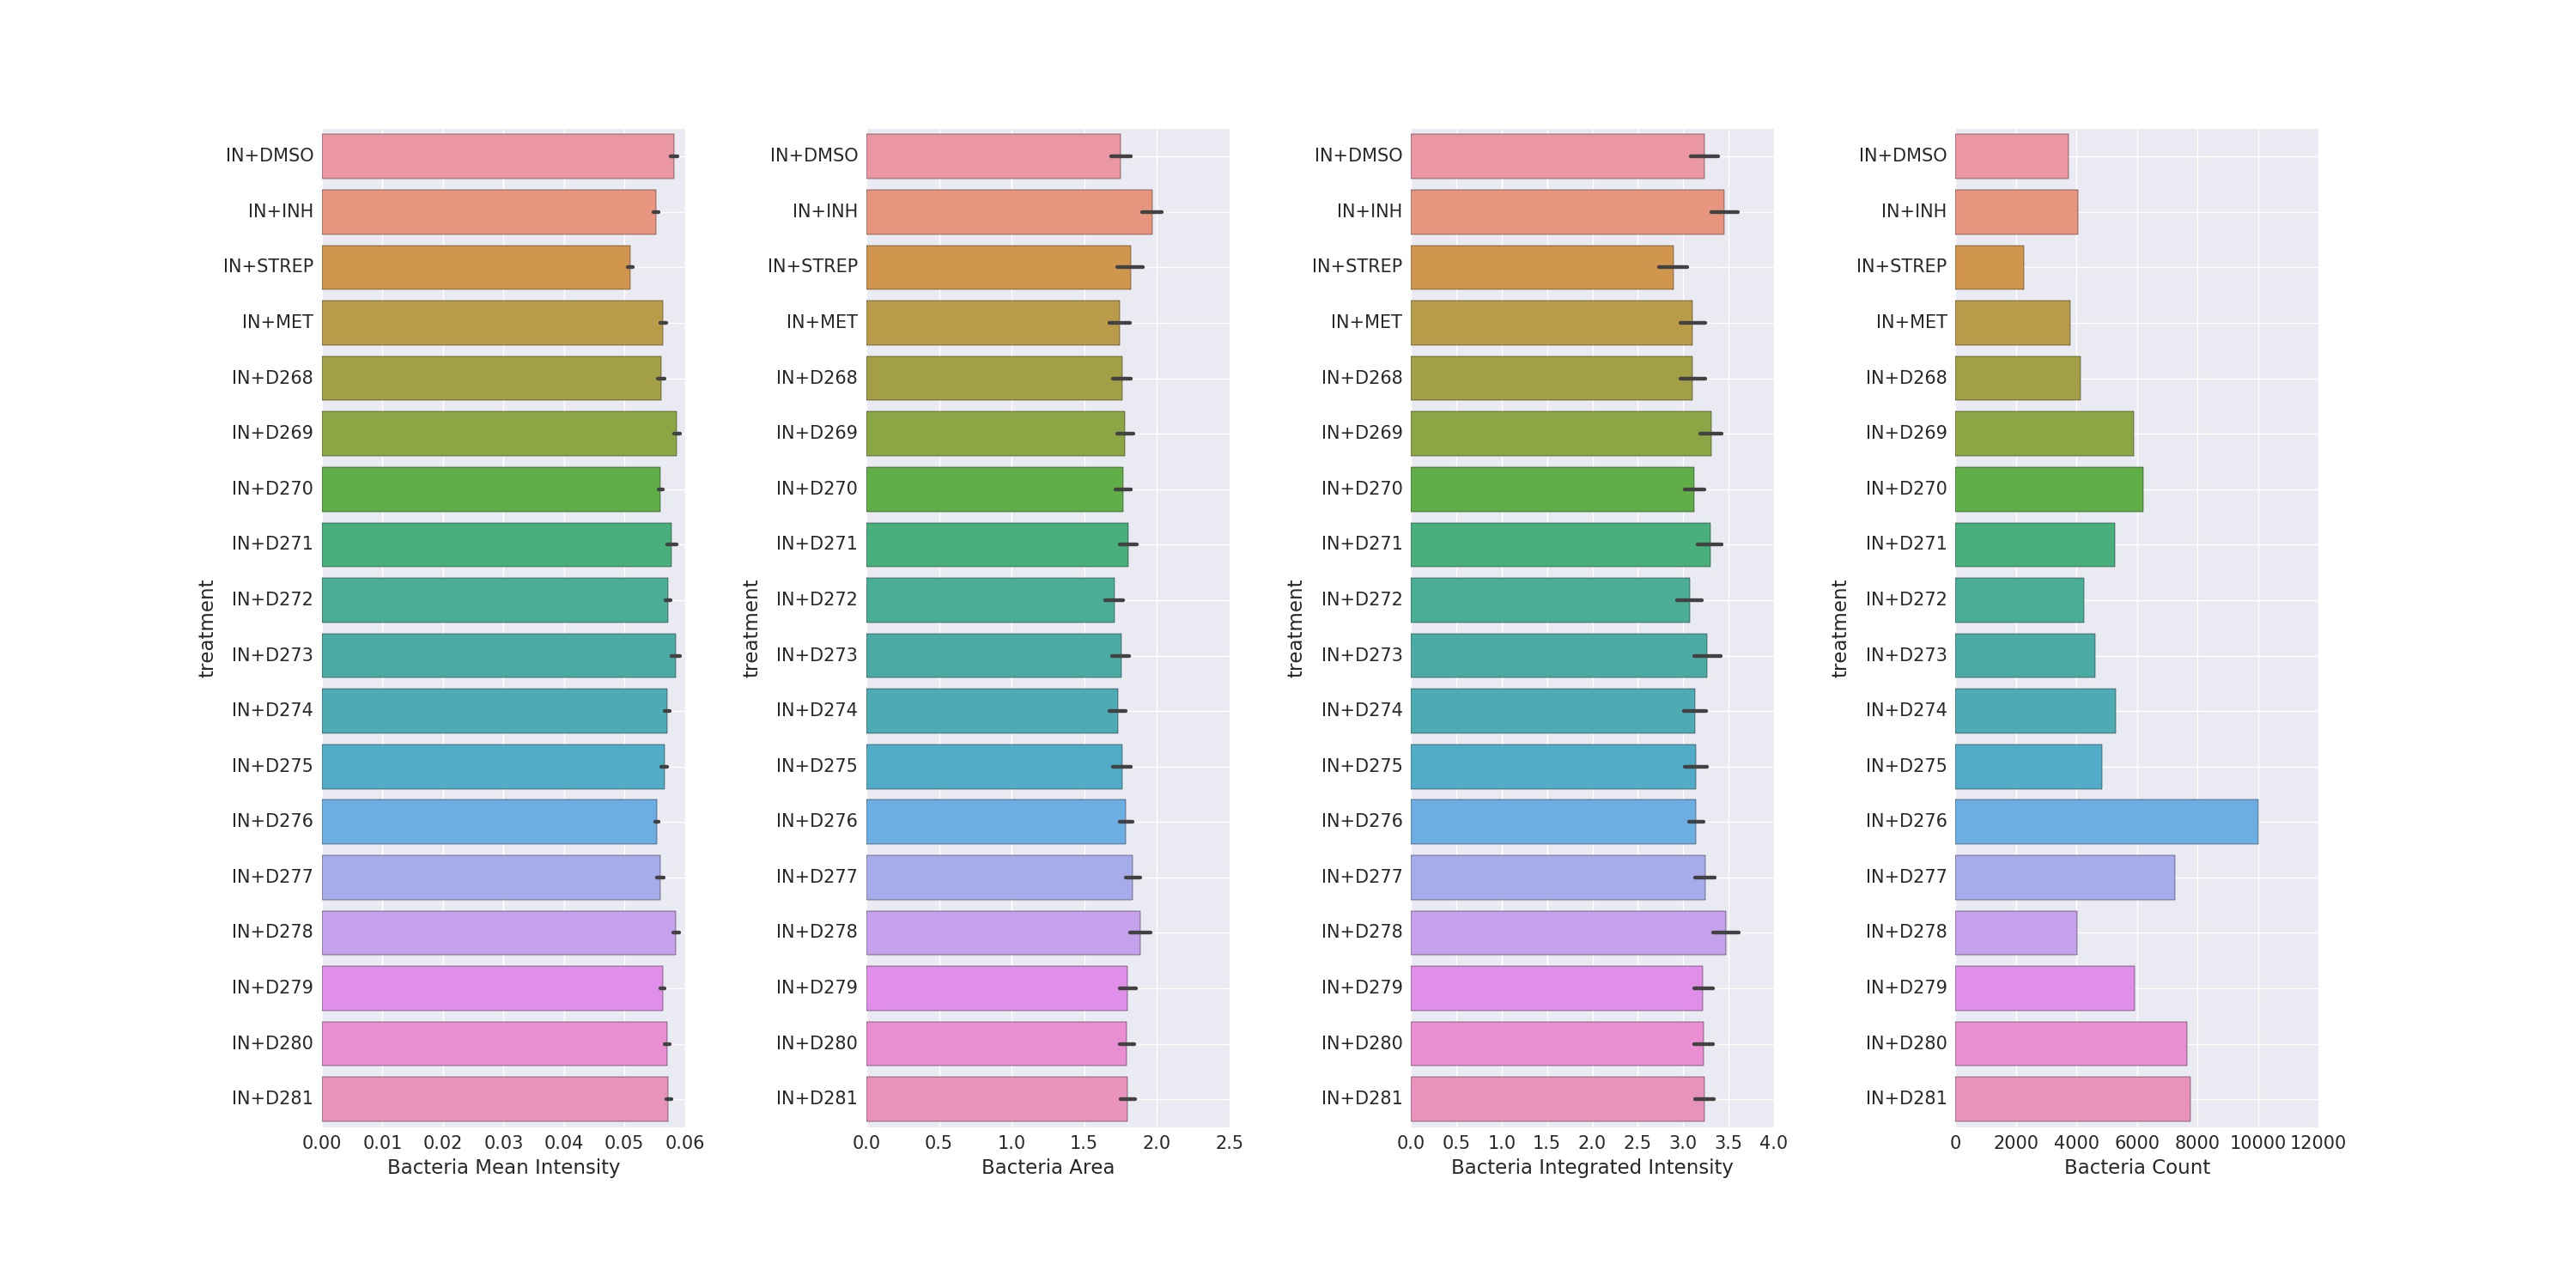 treatment
IN+DMSO
IN+INH
IN+STREP
IN+MET
IN+D268
IN+D269
IN+D270
IN+D271
IN+D272
IN+D273
IN+D274
IN+D275
IN+D276
IN+D277
IN+D278
IN+D279
IN+D280
IN+D281
0.00 0.01 0.02 0.03 0.04 0.05 0.06
Bacteria Mean Intensity
treatment
IN+DMSO
IN+INH
IN+STREP
IN+MET
IN+D268
IN+D269
IN+D270
IN+D271
IN+D272
IN+D273
IN+D274
IN+D275
IN+D276
IN+D277
IN+D278
IN+D279
IN+D280
IN+D281
0.0 0.5 1.0 1.5 2.0 2.5
Bacteria Area
treatment
IN+DMSO
IN+INH
IN+STREP
IN+MET
IN+D268
IN+D269
IN+D270
IN+D271
IN+D272
IN+D273
IN+D274
IN+D275
IN+D276
IN+D277
IN+D278
IN+D279
IN+D280
IN+D281
0.0 0.5 1.0 1.5 2.0 2.5 3.0 3.5 4.0
Bacteria Integrated Intensity
treatment
IN+DMSO
IN+INH
IN+STREP
IN+MET
IN+D268
IN+D269
IN+D270
IN+D271
IN+D272
IN+D273
IN+D274
IN+D275
IN+D276
IN+D277
IN+D278
IN+D279
IN+D280
IN+D281
0 2000 4000 6000 8000 10000 12000
Bacteria Count